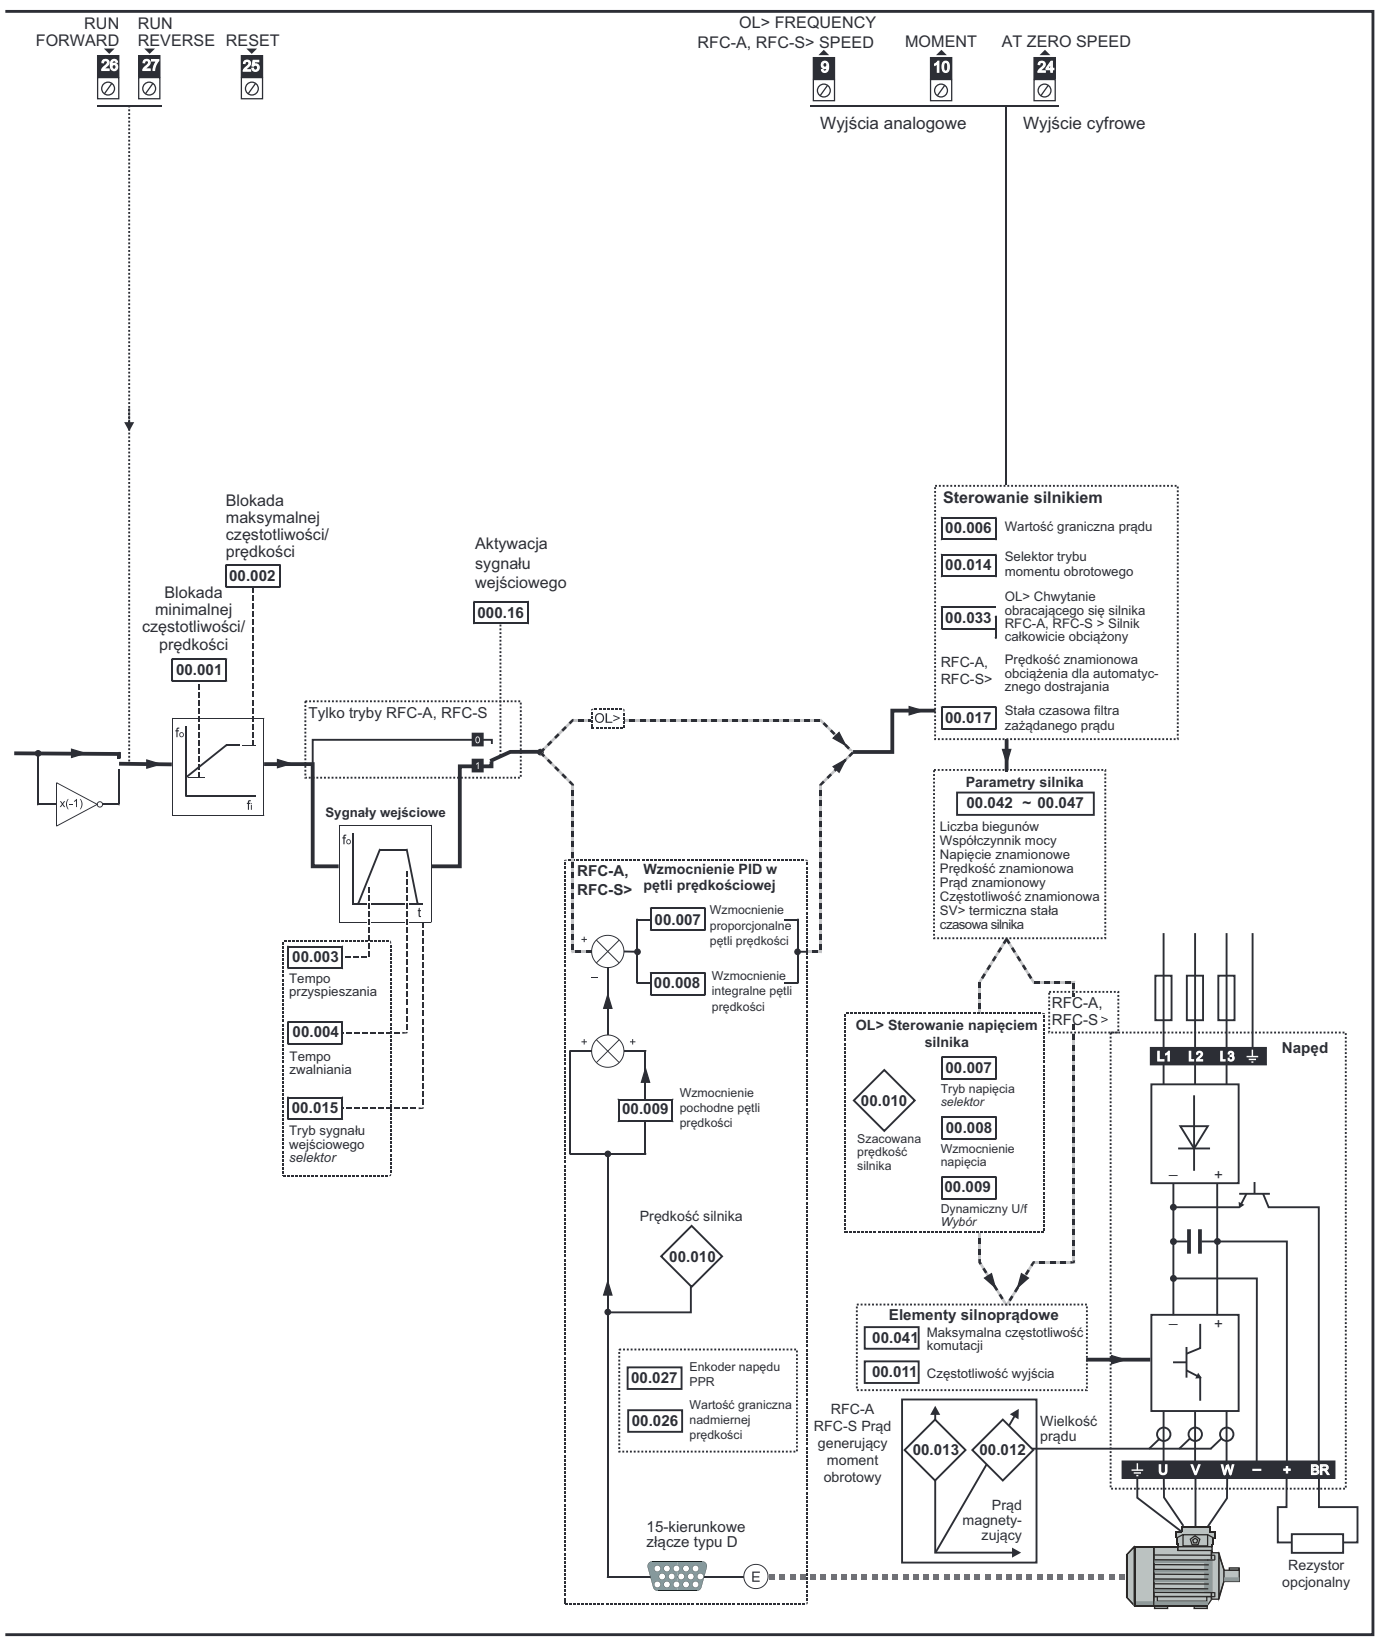 RUN
FORWARD
RUN
REVERSE
RESET
26
27
25
OL> FREQUENCY
RFC-A, RFC-S> SPEED
MOMENT
AT ZERO SPEED
9
10
24
Wyjścia analogowe
Wyjście cyfrowe
Blokada
maksymalnej
częstotliwości/
prędkości
00.002
Blokada
minimalnej
częstotliwości/
prędkości
00.001
Aktywacja
sygnału
wejściowego
000.16
Tylko tryby RFC-A, RFC-S
0
1
OL>
x(-1)
fo
fi
Sygnały wejściowe
fo
t
00.003
Tempo
przyspieszania
00.004
Tempo
zwalniania
00.015
Tryb sygnału
wejściowego
selektor
RFC-A,
RFC-S>
Wzmocnienie PID w
pętli prędkościowej
00.007
Wzmocnienie
proporcjonalne
pętli prędkości
00.008
Wzmocnienie
integralne pętli
prędkości
+
−
+
+
00.009
Wzmocnienie
pochodne pętli
prędkości
Prędkość silnika
00.010
00.027
Enkoder napędu
PPR
00.026
Wartość graniczna
nadmiernej
prędkości
15-kierunkowe
złącze typu D
E
Sterowanie silnikiem
00.006
Wartość graniczna prądu
00.014
Selektor trybu
momentu obrotowego
00.033
OL> Chwytanie
obracającego się silnika
RFC-A, RFC-S > Silnik
całkowicie obciążony
RFC-A,
RFC-S>
Prędkość znamionowa
obciążenia dla automatyc-
znego dostrajania
00.017
Stała czasowa filtra
zażądanego prądu
Parametry silnika
00.042 ~ 00.047
Liczba biegunów
Współczynnik mocy
Napięcie znamionowe
Prędkość znamionowa
Prąd znamionowy
Częstotliwość znamionowa
SV> termiczna stała
czasowa silnika
RFC-A,
RFC-S >
OL> Sterowanie napięciem
silnika
00.010
Szacowana
prędkość
silnika
00.007
Tryb napięcia
selektor
00.008
Wzmocnienie
napięcia
00.009
Dynamiczny U/f
Wybór
Elementy silnoprądowe
00.041
Maksymalna częstotliwość
komutacji
00.011
Częstotliwość wyjścia
RFC-A
RFC-S Prąd
generujący
moment
obrotowy
00.013
00.012
Prąd
magnety-
zujący
Wielkość
prądu
L1 L2 L3
Napęd
− +
− +
U V W − + BR
Rezystor
opcjonalny